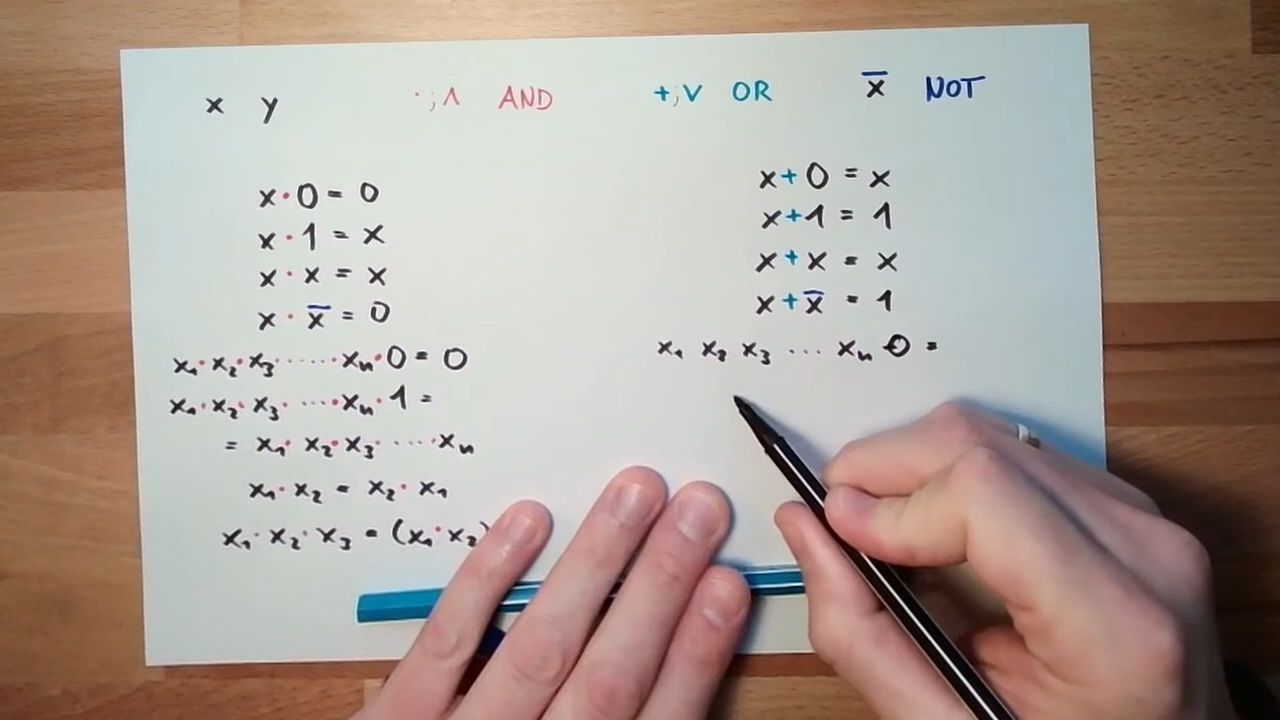 x y ·;∧ AND +;∨ OR x̅ NOT
x·0 = 0
x·1 = x
x·x = x
x·x̅ = 0
x₁·x₂·x₃·.....·xₙ·0 = 0
x₁·x₂·x₃·....·xₙ·1 =
= x₁·x₂·x₃·....·xₙ
x₁·x₂ = x₂·x₁
x₁·x₂·x₃ = (x₁·x₂)
x+0 = x
x+1 = 1
x+x = x
x+x̅ = 1
x₁ x₂ x₃ ... xₙ 0 =